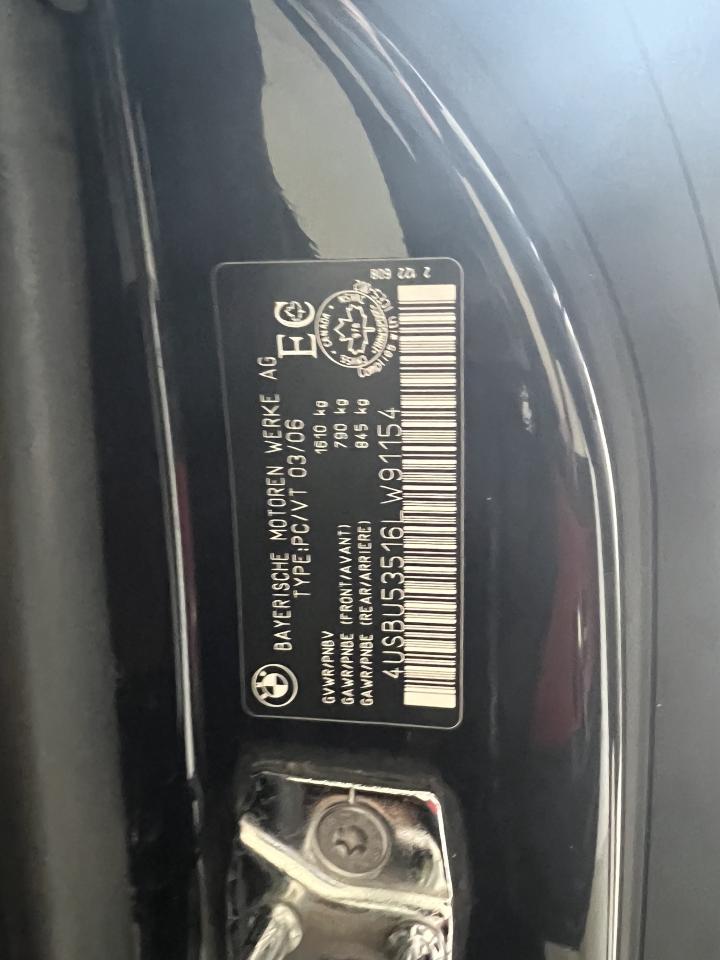 BAYERISCHE MOTOREN WERKE AG
TYPE:PC/VT 03/06
GVWR/PNBV 1610 kg
GAWR/PNBE (FRONT/AVANT) 790 kg
GAWR/PNBE (REAR/ARRIERE) 845 kg
4USBU53516LW91154
EC
CANADA
2 122 608